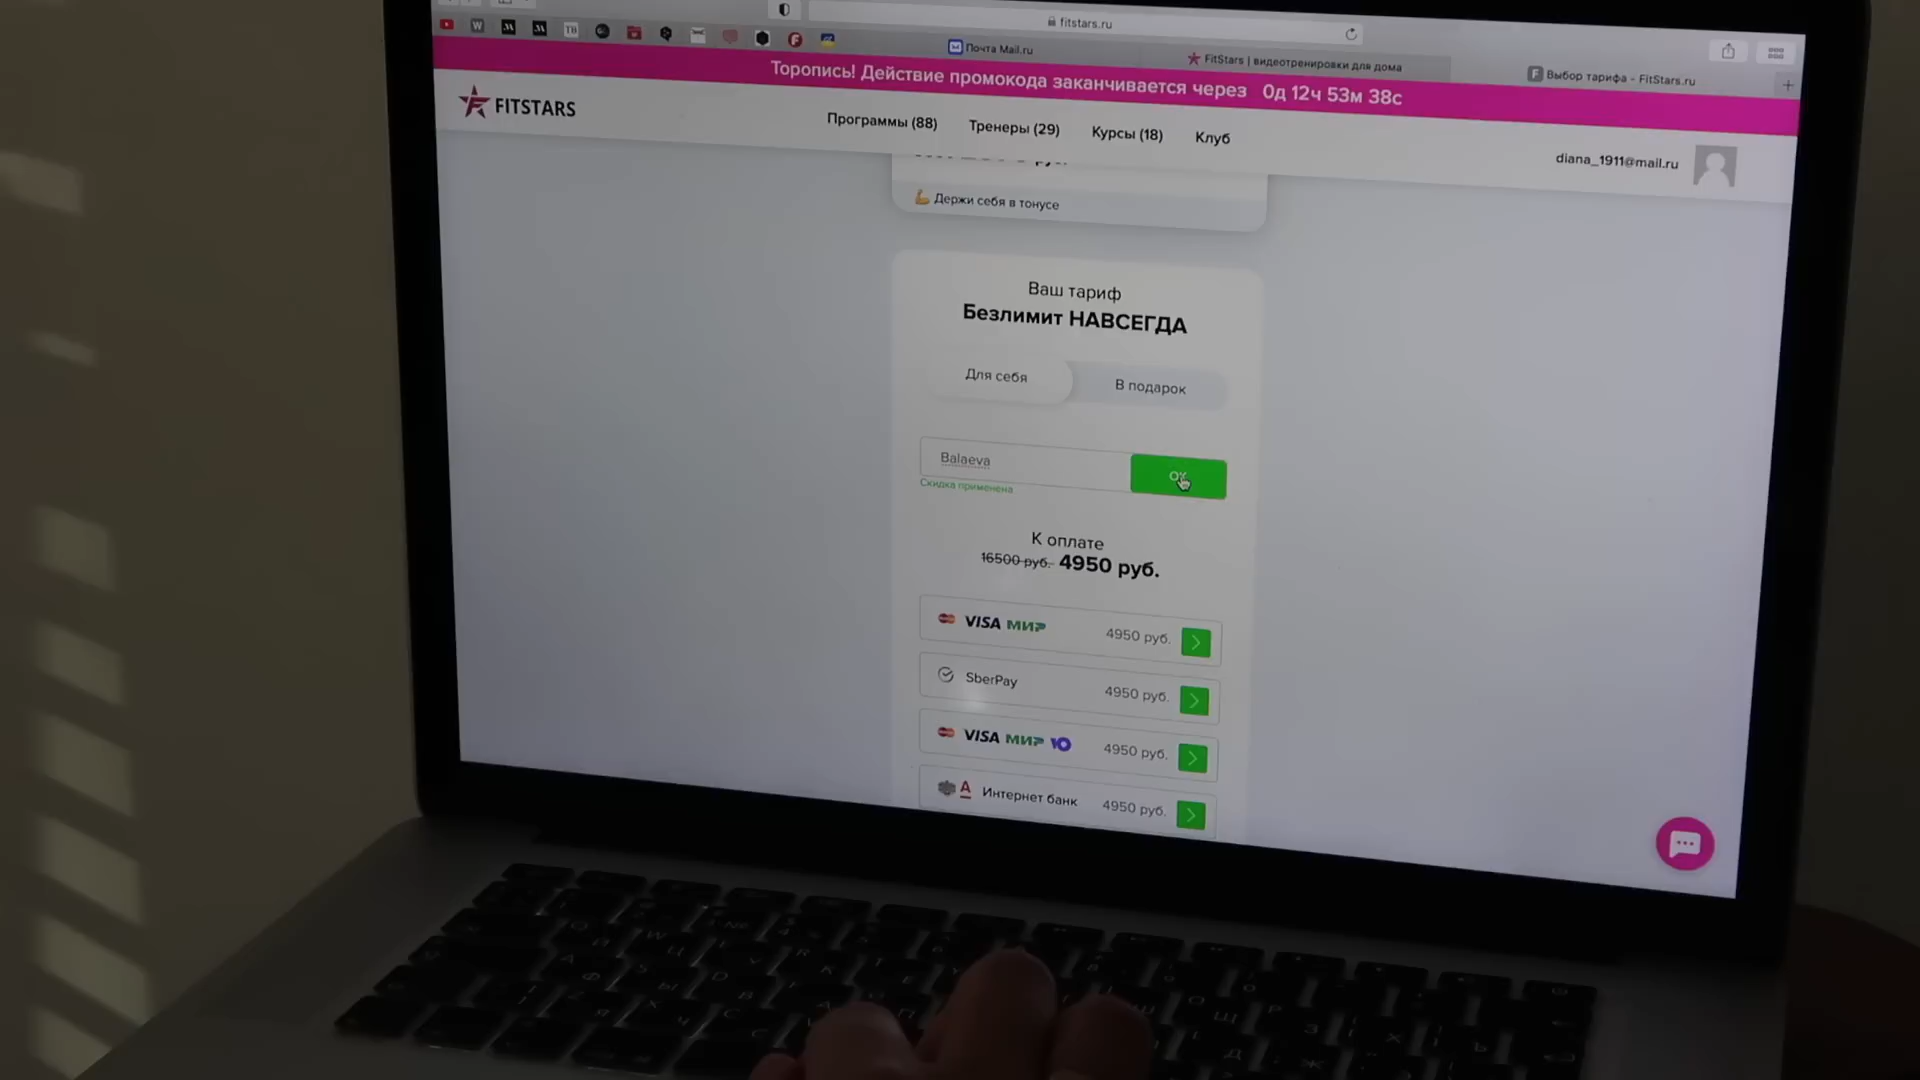 fitstars.ru
Почта Mail.ru
FitStars | видеотренировки для дома
Выбор тарифа - FitStars.ru
Торопись! Действие промокода заканчивается через 0д 12ч 53м 38с
FITSTARS
Программы (88)
Тренеры (29)
Курсы (18)
Клуб
diana_1911@mail.ru
💪 Держи себя в тонусе
Ваш тариф
Безлимит НАВСЕГДА
Для себя
В подарок
Balaeva
OK
Скидка применена
К оплате
16500 руб. 4950 руб.
VISA МИР 4950 руб.
SberPay 4950 руб.
VISA МИР Ю 4950 руб.
А Интернет банк 4950 руб.